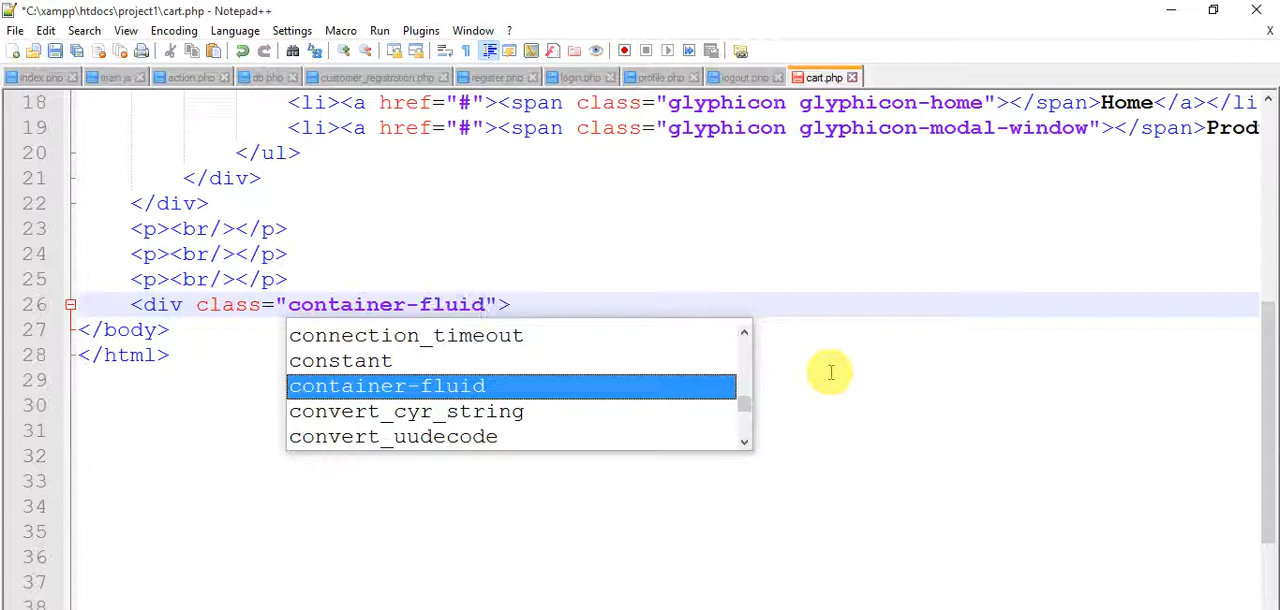 *C:\xampp\htdocs\project1\cart.php - Notepad++
File Edit Search View Encoding Language Settings Macro Run Plugins Window ? X
index.php main.js action.php db.php customer_registration.php register.php login.php profile.php logout.php cart.php
18 <li><a href="#"><span class="glyphicon glyphicon-home"></span>Home</a></li
19 <li><a href="#"><span class="glyphicon glyphicon-modal-window"></span>Prod
20 </ul>
21 </div>
22 </div>
23 <p><br/></p>
24 <p><br/></p>
25 <p><br/></p>
26 <div class="container-fluid">
27 </body>
28 </html>
connection_timeout
constant
container-fluid
convert_cyr_string
convert_uudecode
29
30
31
32
33
34
35
36
37
38